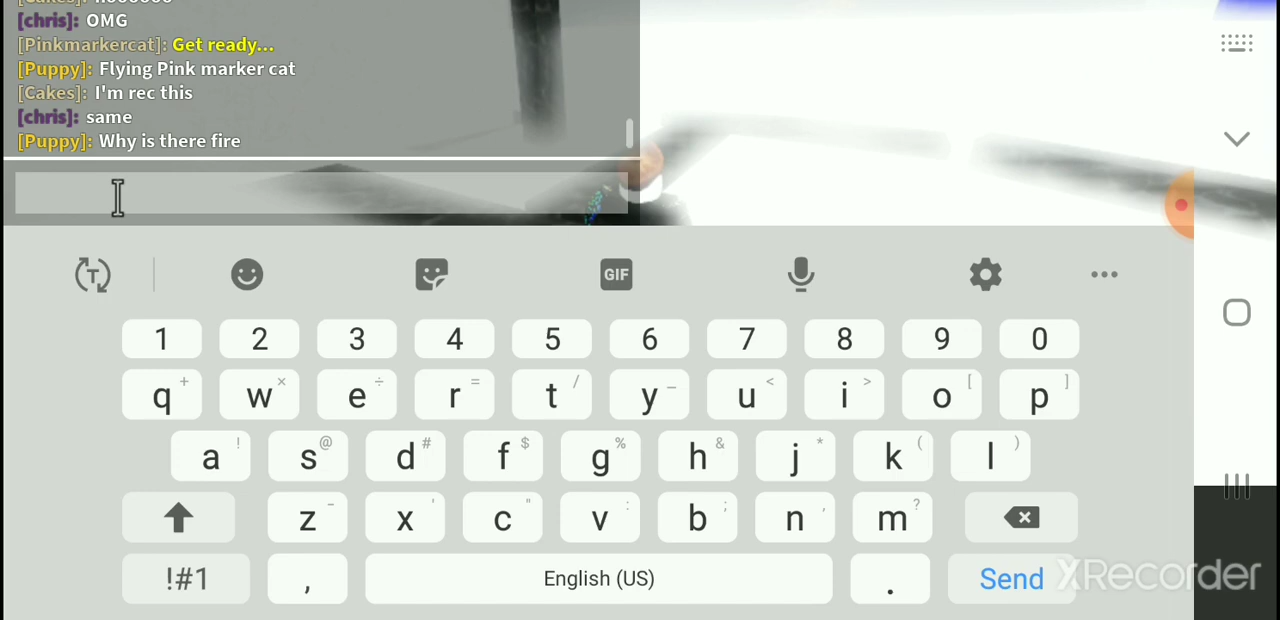 [chris]: OMG
[Pinkmarkercat]: Get ready...
[Puppy]: Flying Pink marker cat
[Cakes]: I'm rec this
[chris]: same
[Puppy]: Why is there fire
T GIF
1 2 3 4 5 6 7 8 9 0
q + w × e ÷ r = t / y _ u < i > o [ p ]
a ! s @ d # f $ g % h & j * k ( l )
z - x ' c " v : b ; n , m ?
!#1 , English (US) . Send
XRecorder